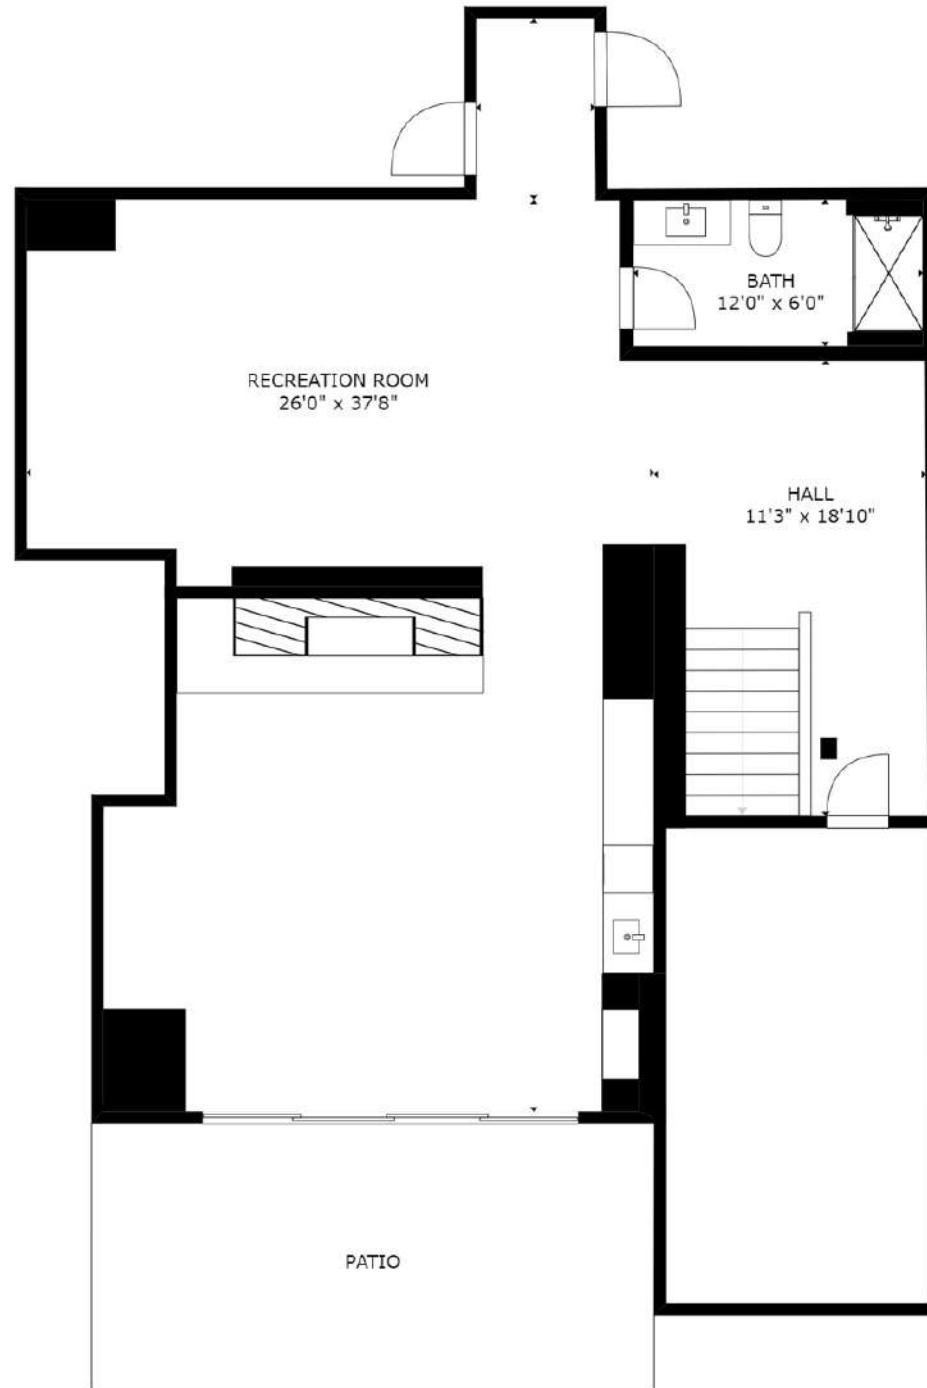 BATH
12'0" x 6'0"
RECREATION ROOM
26'0" x 37'8"
HALL
11'3" x 18'10"
PATIO